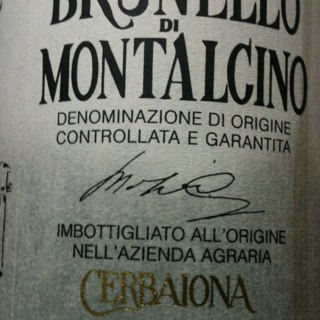 BRUNELLO
DI
MONTALCINO
DENOMINAZIONE DI ORIGINE
CONTROLLATA E GARANTITA
IMBOTTIGLIATO ALL'ORIGINE
NELL'AZIENDA AGRARIA
CERBAIONA